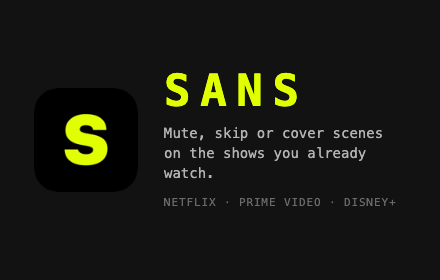 S
SANS
Mute, skip or cover scenes
on the shows you already
watch.
NETFLIX · PRIME VIDEO · DISNEY+